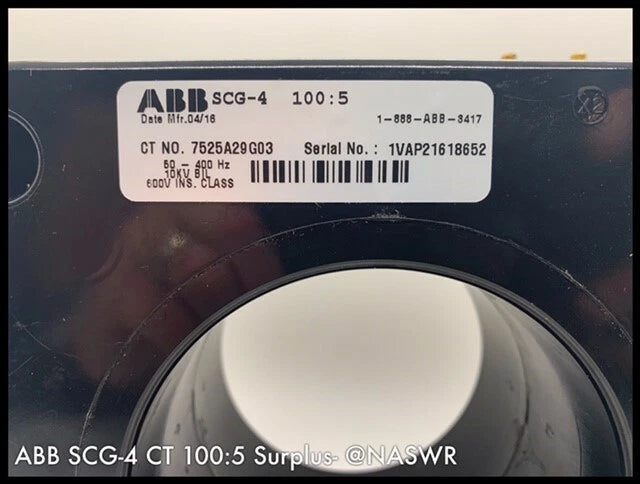 ABB SCG-4 100:5
Date Mfr.04/16 1-888-ABB-3417
CT NO. 7525A29G03 Serial No.: 1VAP21618652
50 - 400 Hz
10KV BIL
600V INS. CLASS
X2
ABB SCG-4 CT 100:5 Surplus- @NASWR